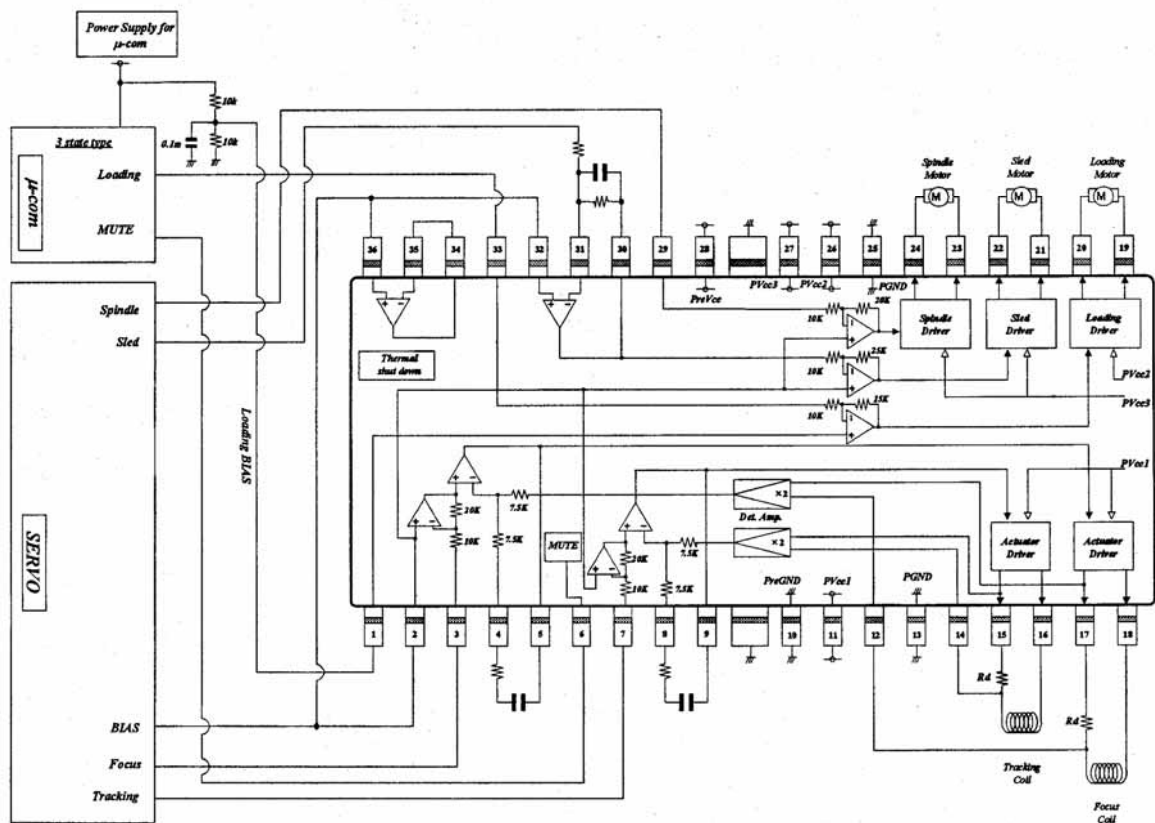 Power Supply for
μ-com
10k
0.1m
10k
3 state type
μ-com
Loading
MUTE
SERVO
Spindle
Sled
BIAS
Focus
Tracking
Loading BIAS
Spindle
Motor
Sled
Motor
Loading
Motor
M
M
M
36
35
34
33
32
31
30
29
28
27
26
25
24
23
22
21
20
19
PreVcc
PVcc3
PVcc2
PGND
Thermal
shut down
10K
20K
10K
25K
10K
15K
Spindle
Driver
Sled
Driver
Loading
Driver
PVcc2
PVcc3
PVcc1
20K
10K
7.5K
7.5K
MUTE
20K
10K
7.5K
7.5K
×2
Det. Amp.
×2
Actuator
Driver
Actuator
Driver
PreGND
PVcc1
PGND
1
2
3
4
5
6
7
8
9
10
11
12
13
14
15
16
17
18
Rd
Rd
Tracking
Coil
Focus
Coil